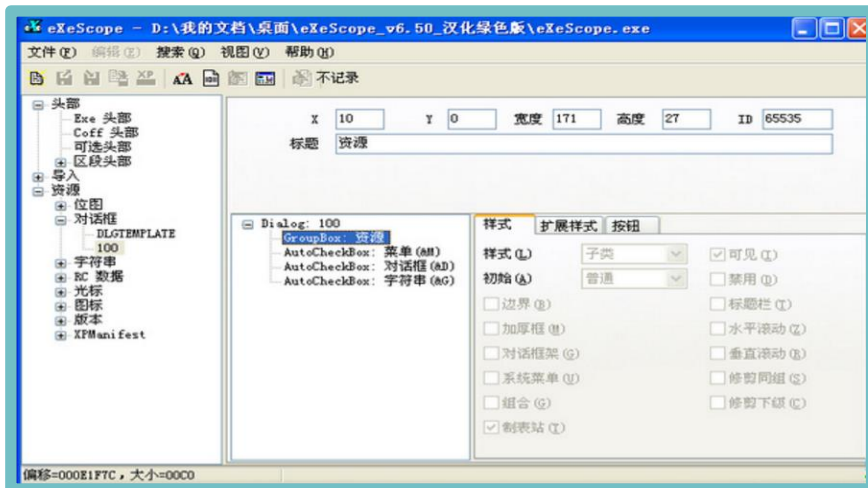 eXeScope - D:\我的文档\桌面\eXeScope_v6.50_汉化绿色版\eXeScope.exe
文件(F) 编辑(E) 搜索(Q) 视图(V) 帮助(H)
不记录
头部
Exe 头部
Coff 头部
可选头部
区段头部
导入
资源
位图
对话框
DLGTEMPLATE
100
字符串
RC 数据
光标
图标
版本
XPManifest
X 10 Y 0 宽度 171 高度 27 ID 65535
标题 资源
Dialog: 100
GroupBox: 资源
AutoCheckBox: 菜单(&M)
AutoCheckBox: 对话框(&D)
AutoCheckBox: 字符串(&G)
样式 扩展样式 按钮
样式(L) 子类 可见(I)
初始(A) 普通 禁用(D)
边界(B) 标题栏(T)
加厚框(M) 水平滚动(Z)
对话框架(G) 垂直滚动(R)
系统菜单(U) 修剪同组(S)
组合(G) 修剪下级(C)
制表站(T)
偏移=000E1F7C,大小=00C0